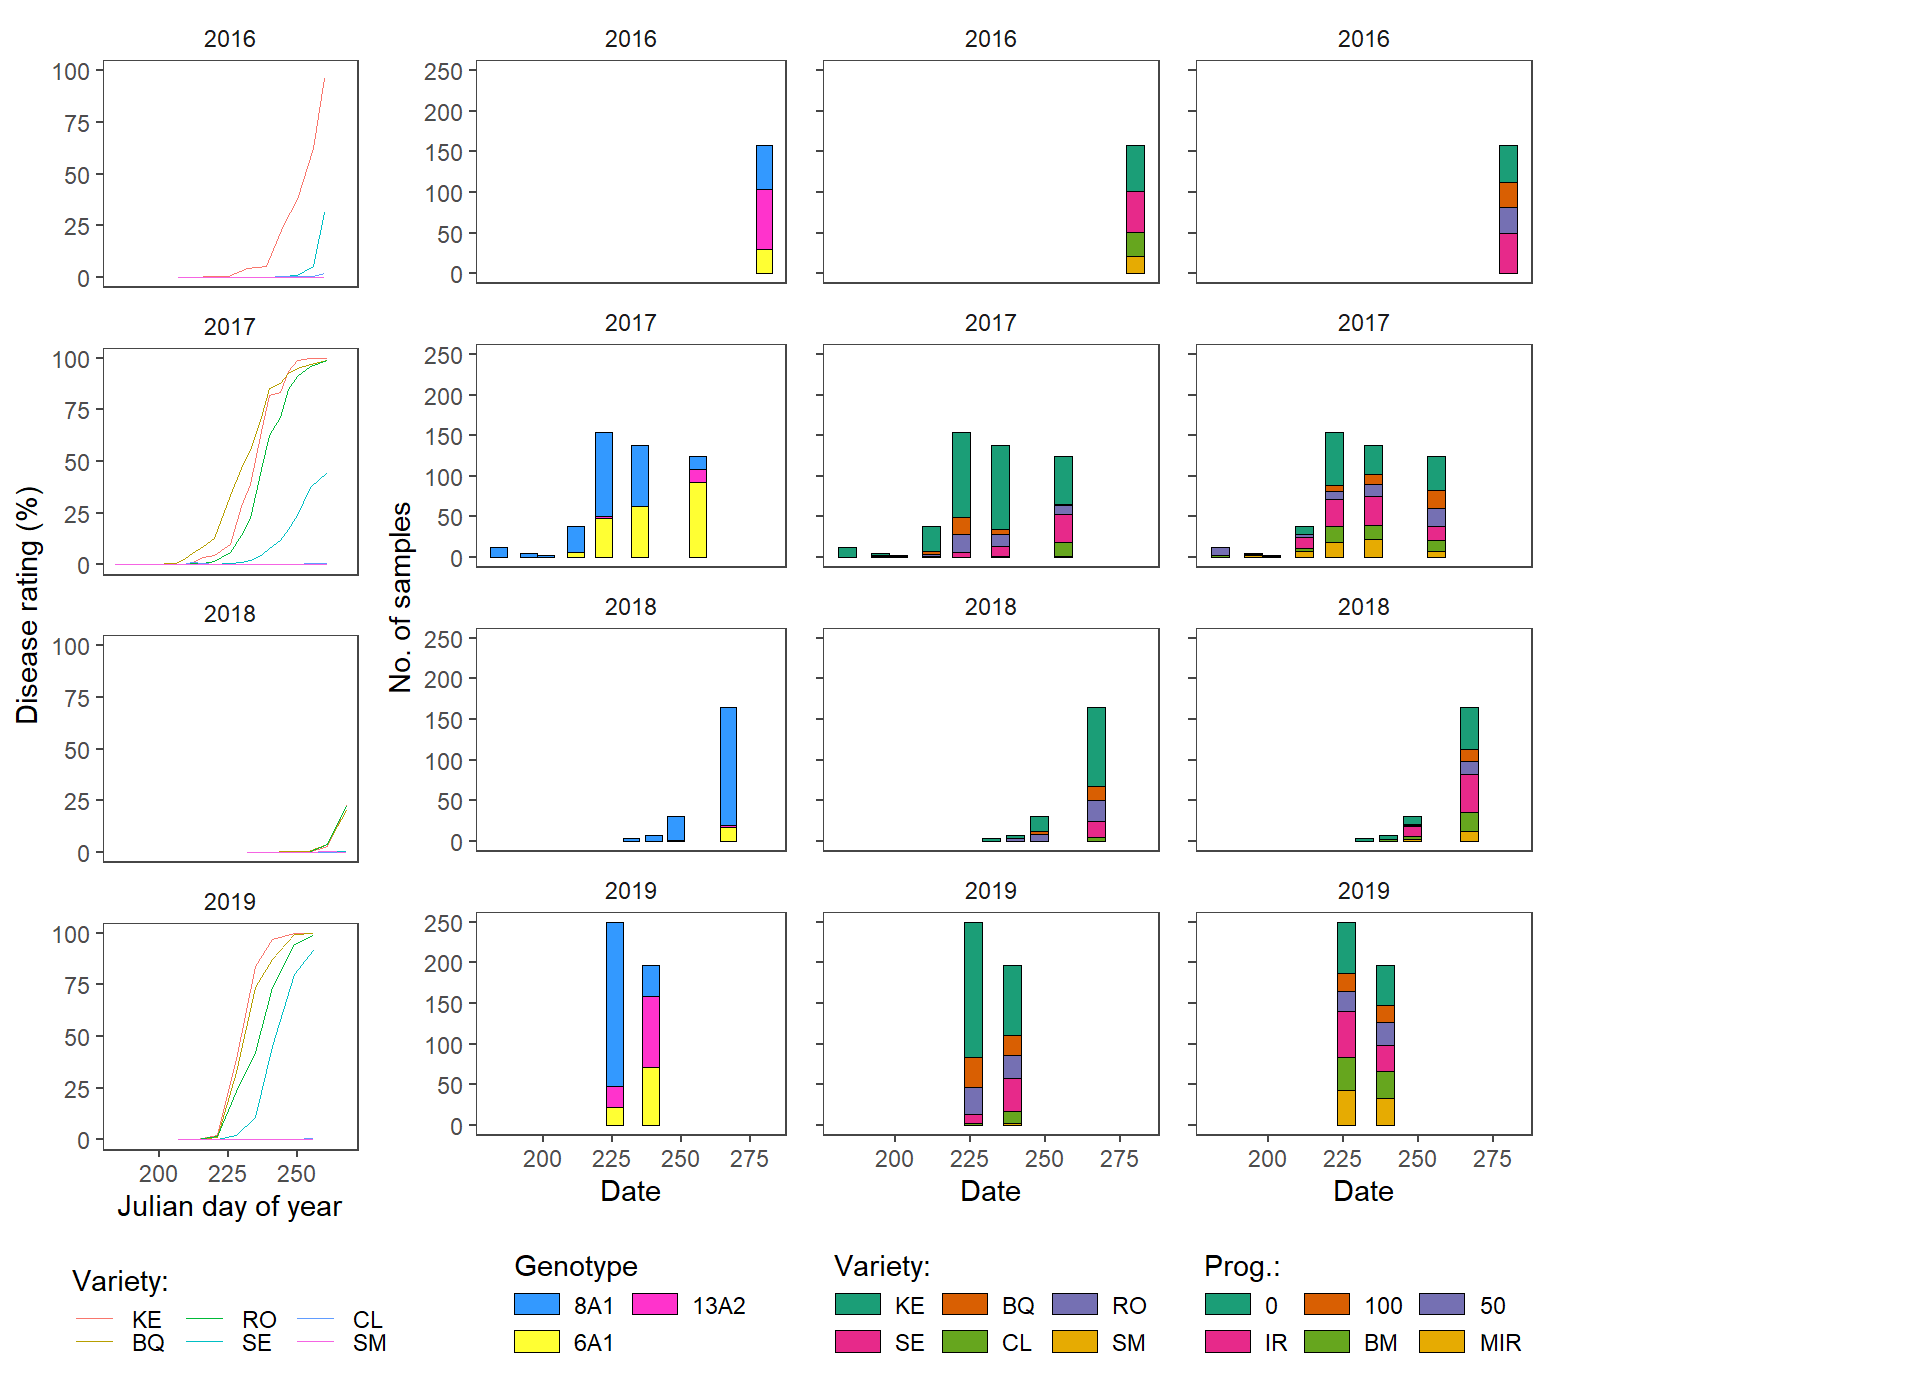 2016 2016 2016 2016
100 250
75 200
50 150
25 100
0 50
0
2017 2017 2017 2017
100 250
75 200
50 150
25 100
0 50
0
Disease rating (%)
No. of samples
2018 2018 2018 2018
100 250
75 200
50 150
25 100
0 50
0
2019 2019 2019 2019
100 250
75 200
50 150
25 100
0 50
0
200 225 250 200 225 250 275 200 225 250 275 200 225 250 275
Julian day of year Date Date Date
Variety: Genotype Variety: Prog.:
KE RO CL 8A1 13A2 KE BQ RO 0 100 50
BQ SE SM 6A1 SE CL SM IR BM MIR